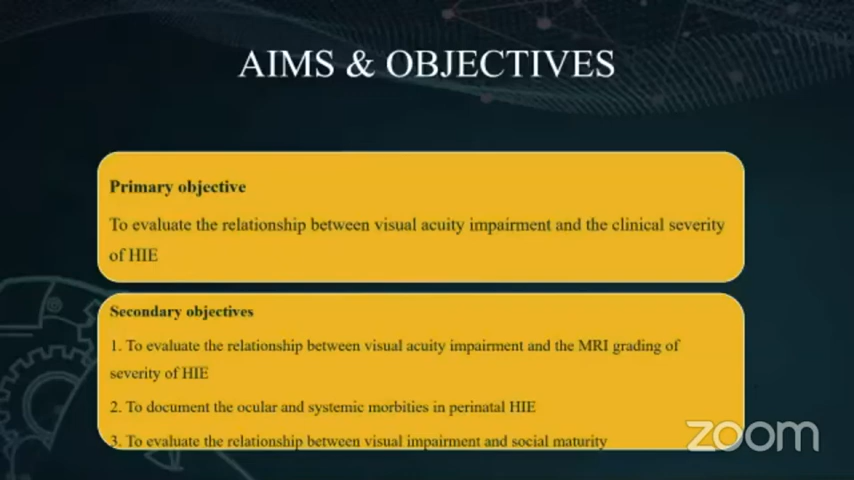 AIMS & OBJECTIVES
Primary objective
To evaluate the relationship between visual acuity impairment and the clinical severity
of HIE
Secondary objectives
1. To evaluate the relationship between visual acuity impairment and the MRI grading of
severity of HIE
2. To document the ocular and systemic morbities in perinatal HIE
3. To evaluate the relationship between visual impairment and social maturity
zoom